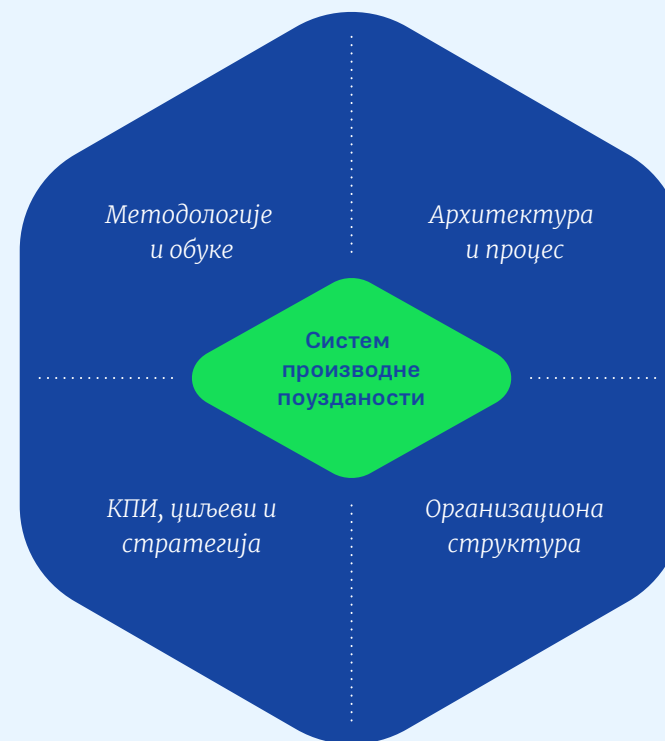 Методологије
и обуке
Архитектура
и процес
Систем
производне
поузданости
КПИ, циљеви и
стратегија
Организациона
структура